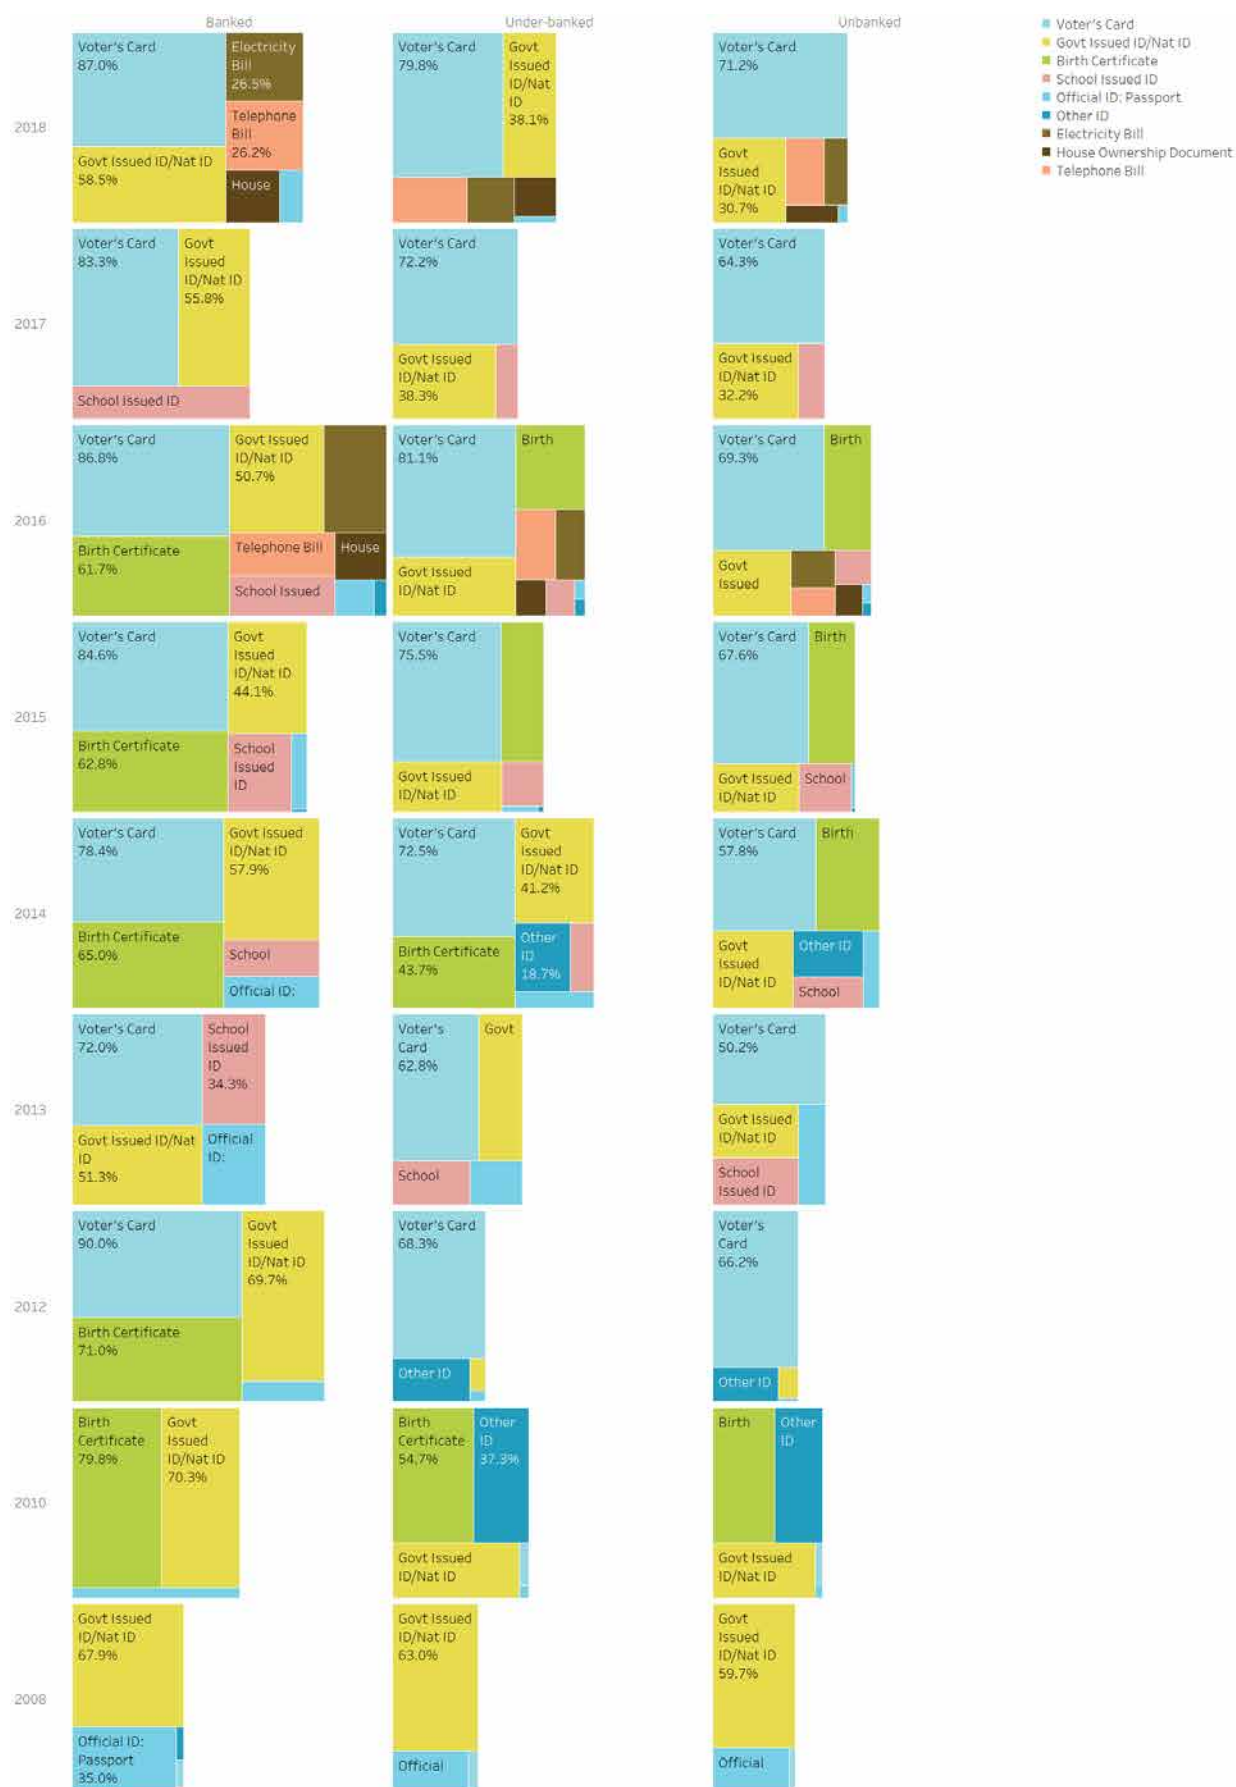 Banked
Under-banked
Unbanked
Voter's Card
Govt Issued ID/Nat ID
Birth Certificate
School Issued ID
Official ID: Passport
Other ID
Electricity Bill
House Ownership Document
Telephone Bill
2018
Voter's Card
87.0%
Electricity
Bill
26.5%
Telephone
Bill
26.2%
Govt Issued ID/Nat ID
58.5%
House
Voter's Card
79.8%
Govt
Issued
ID/Nat
ID
38.1%
Voter's Card
71.2%
Govt
Issued
ID/Nat ID
30.7%
2017
Voter's Card
83.3%
Govt
Issued
ID/Nat ID
55.8%
School Issued ID
Voter's Card
72.2%
Govt Issued
ID/Nat ID
38.3%
Voter's Card
64.3%
Govt Issued
ID/Nat ID
32.2%
2016
Voter's Card
86.8%
Govt Issued
ID/Nat ID
50.7%
Birth Certificate
61.7%
Telephone Bill
House
School Issued
Voter's Card
81.1%
Birth
Govt Issued
ID/Nat ID
Voter's Card
69.3%
Birth
Govt
Issued
2015
Voter's Card
84.6%
Govt
Issued
ID/Nat ID
44.1%
Birth Certificate
62.8%
School
Issued
ID
Voter's Card
75.5%
Govt Issued
ID/Nat ID
Voter's Card
67.6%
Birth
Govt Issued
ID/Nat ID
School
2014
Voter's Card
78.4%
Govt Issued
ID/Nat ID
57.9%
Birth Certificate
65.0%
School
Official ID:
Voter's Card
72.5%
Govt
Issued
ID/Nat ID
41.2%
Birth Certificate
43.7%
Other
ID
18.7%
Voter's Card
57.8%
Birth
Govt
Issued
ID/Nat ID
Other ID
School
2013
Voter's Card
72.0%
School
Issued
ID
34.3%
Govt Issued ID/Nat
ID
51.3%
Official
ID:
Voter's
Card
62.8%
Govt
School
Voter's Card
50.2%
Govt Issued
ID/Nat ID
School
Issued ID
2012
Voter's Card
90.0%
Govt
Issued
ID/Nat ID
69.7%
Birth Certificate
71.0%
Voter's Card
68.3%
Other ID
Voter's
Card
66.2%
Other ID
2010
Birth
Certificate
79.8%
Govt
Issued
ID/Nat ID
70.3%
Birth
Certificate
54.7%
Other
ID
37.3%
Govt Issued
ID/Nat ID
Birth
Other
ID
Govt Issued
ID/Nat ID
2008
Govt Issued
ID/Nat ID
67.9%
Official ID:
Passport
35.0%
Govt Issued
ID/Nat ID
63.0%
Official
Govt
Issued
ID/Nat ID
59.7%
Official